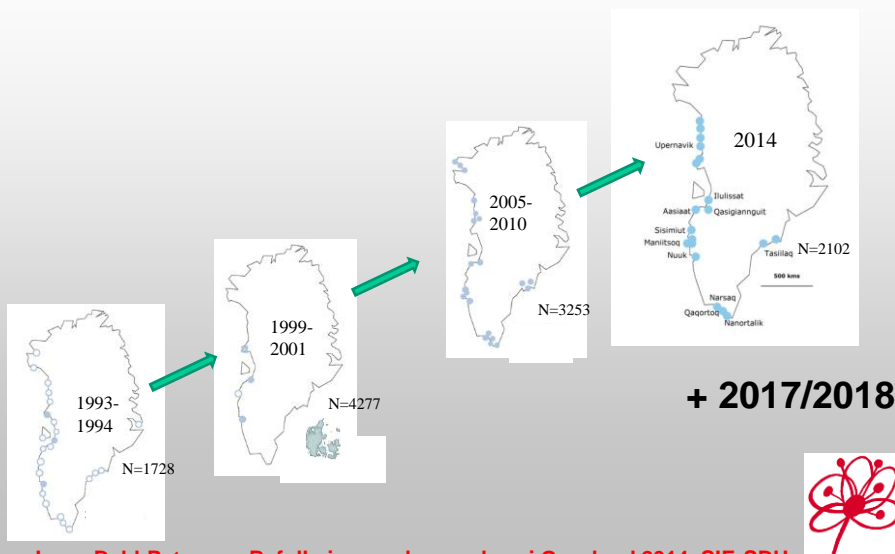 1993-
1994
N=1728
1999-
2001
N=4277
2005-
2010
N=3253
2014
Upernavik
Ilulissat
Aasiaat
Qasigiannguit
Sisimiut
Maniitsoq
Nuuk
Tasiilaq
N=2102
500 kms
Narsaq
Qaqortoq
Nanortalik
+ 2017/2018